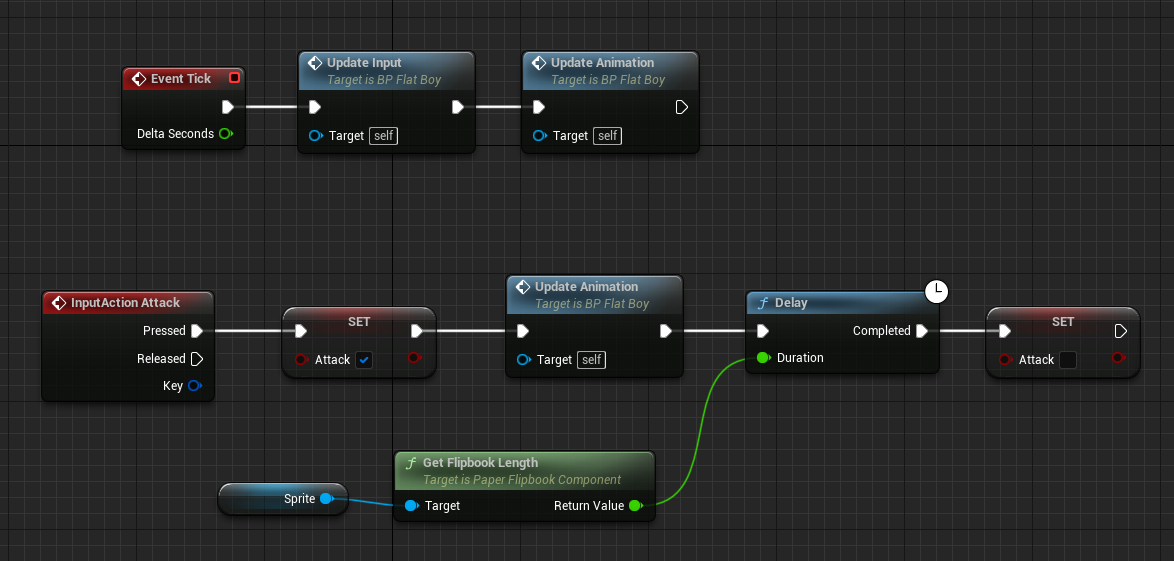 Event Tick
Delta Seconds
Update Input
Target is BP Flat Boy
Target self
Update Animation
Target is BP Flat Boy
Target self
InputAction Attack
Pressed
Released
Key
SET
Attack
Update Animation
Target is BP Flat Boy
Target self
f Delay
Completed
Duration
SET
Attack
Sprite
f Get Flipbook Length
Target is Paper Flipbook Component
Target Return Value